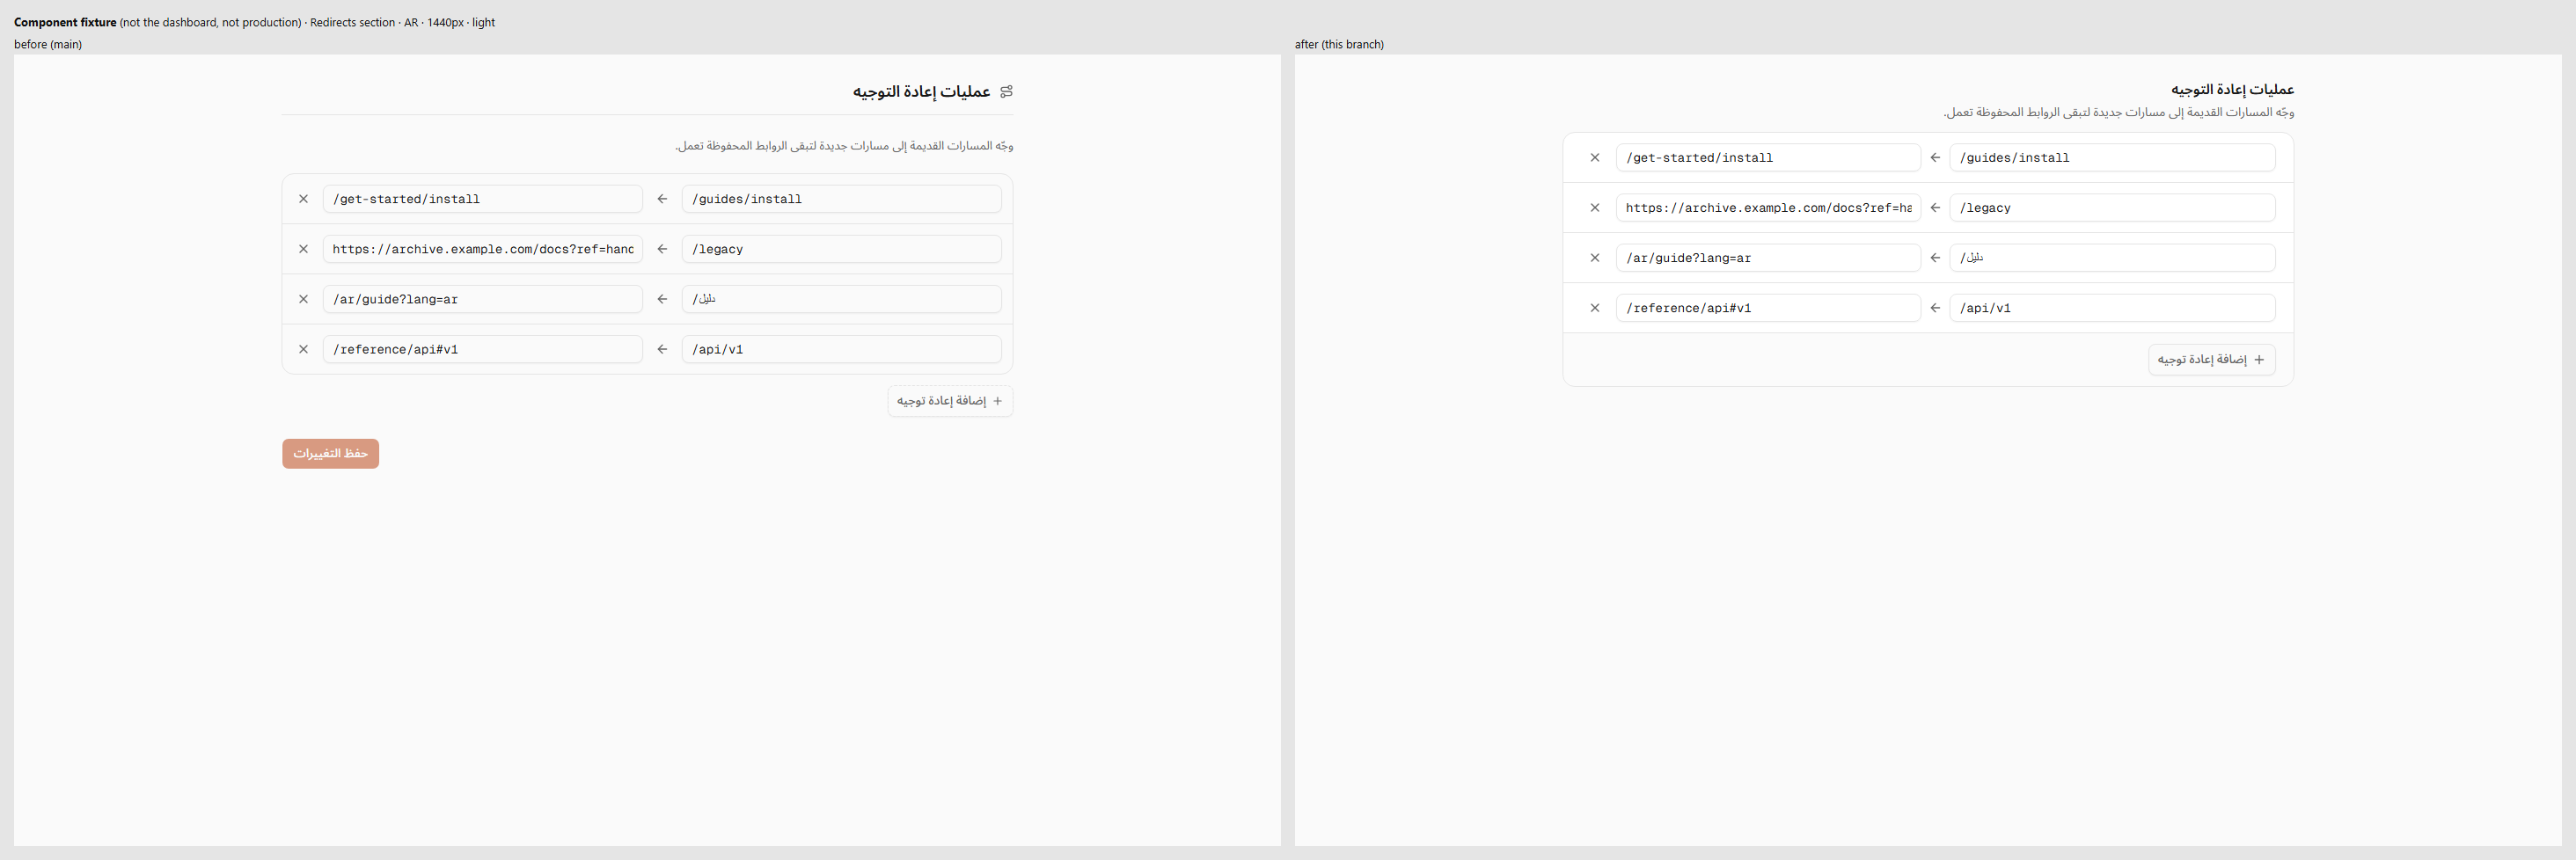 Component fixture (not the dashboard, not production) · Redirects section · AR · 1440px · light
before (main)
عمليات إعادة التوجيه
وجّه المسارات القديمة إلى مسارات جديدة لتبقى الروابط المحفوظة تعمل.
/guides/install ← /get-started/install
/legacy ← https://archive.example.com/docs?ref=hanc
/دليل ← /ar/guide?lang=ar
/api/v1 ← /reference/api#v1
+ إضافة إعادة توجيه
حفظ التغييرات
after (this branch)
عمليات إعادة التوجيه
وجّه المسارات القديمة إلى مسارات جديدة لتبقى الروابط المحفوظة تعمل.
/guides/install ← /get-started/install
/legacy ← https://archive.example.com/docs?ref=ha
/دليل ← /ar/guide?lang=ar
/api/v1 ← /reference/api#v1
+ إضافة إعادة توجيه